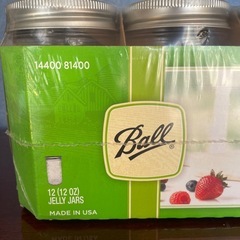 14400 81400
Ball
12 (12 OZ)
JELLY JARS
MADE IN USA